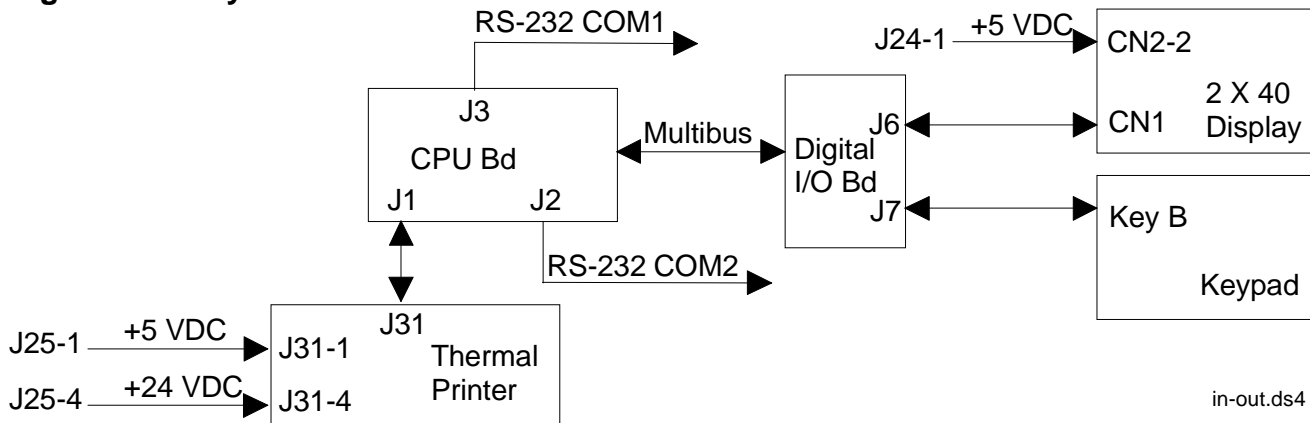 RS-232 COM1
J24-1
+5 VDC
CN2-2
2 X 40
Display
CN1
J3
CPU Bd
J1
J2
Multibus
J6
Digital
I/O Bd
J7
Key B
Keypad
RS-232 COM2
J31
Thermal
Printer
J25-1
+5 VDC
J31-1
J25-4
+24 VDC
J31-4
in-out.ds4